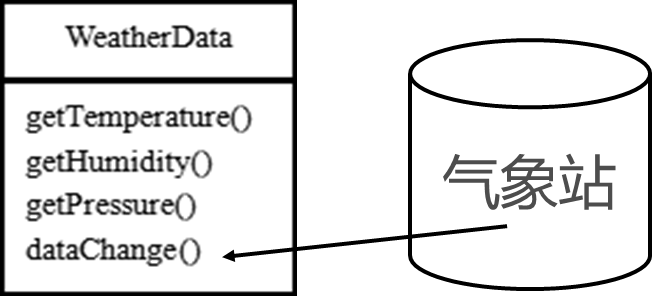 WeatherData
getTemperature()
getHumidity()
getPressure()
dataChange()
气象站